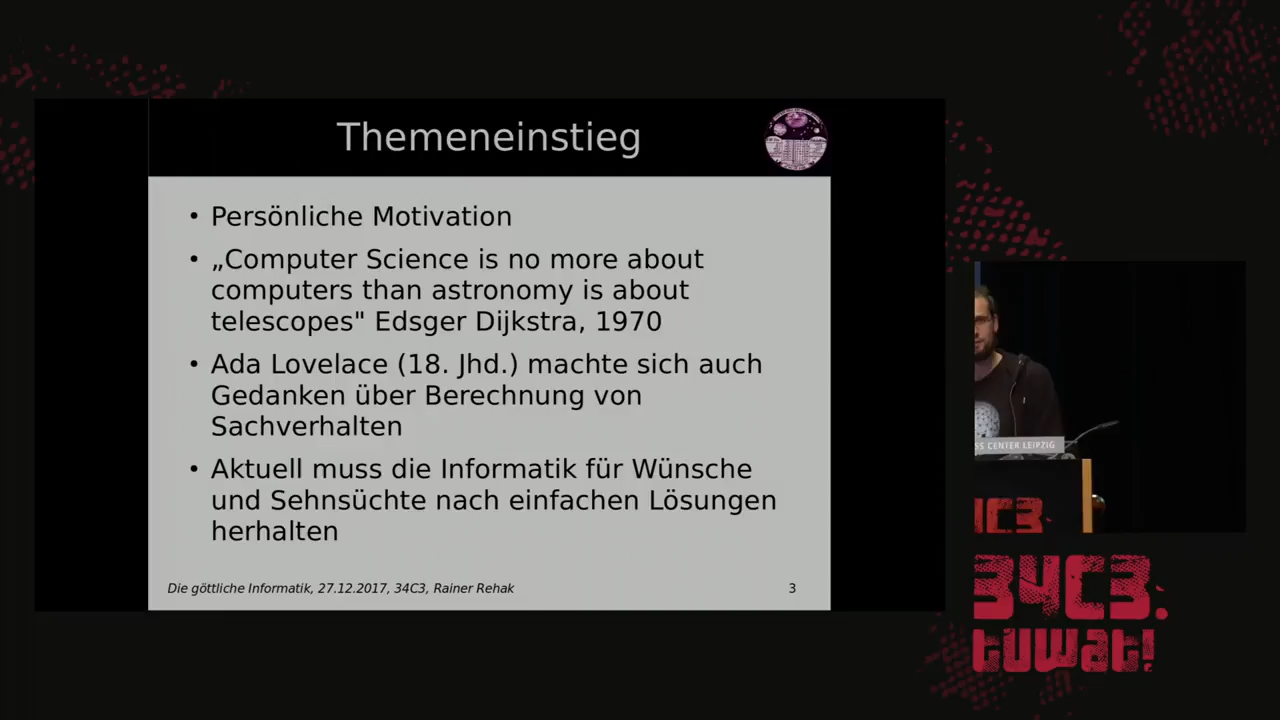 Themeneinstieg
• Persönliche Motivation
• „Computer Science is no more about
computers than astronomy is about
telescopes" Edsger Dijkstra, 1970
• Ada Lovelace (18. Jhd.) machte sich auch
Gedanken über Berechnung von
Sachverhalten
• Aktuell muss die Informatik für Wünsche
und Sehnsüchte nach einfachen Lösungen
herhalten
Die göttliche Informatik, 27.12.2017, 34C3, Rainer Rehak
3
SS CENTER LEIPZIG
34C3.
tuwat!